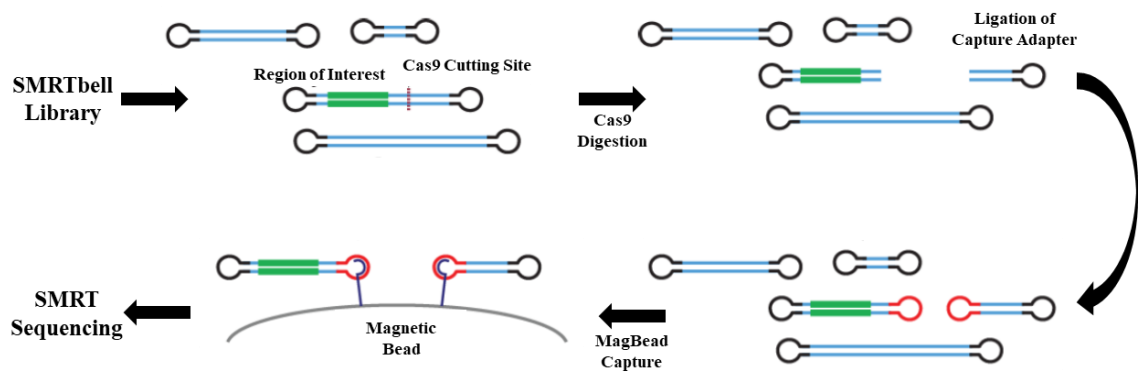 SMRTbell
Library
Region of Interest
Cas9 Cutting Site
Cas9
Digestion
Ligation of
Capture Adapter
MagBead
Capture
Magnetic
Bead
SMRT
Sequencing